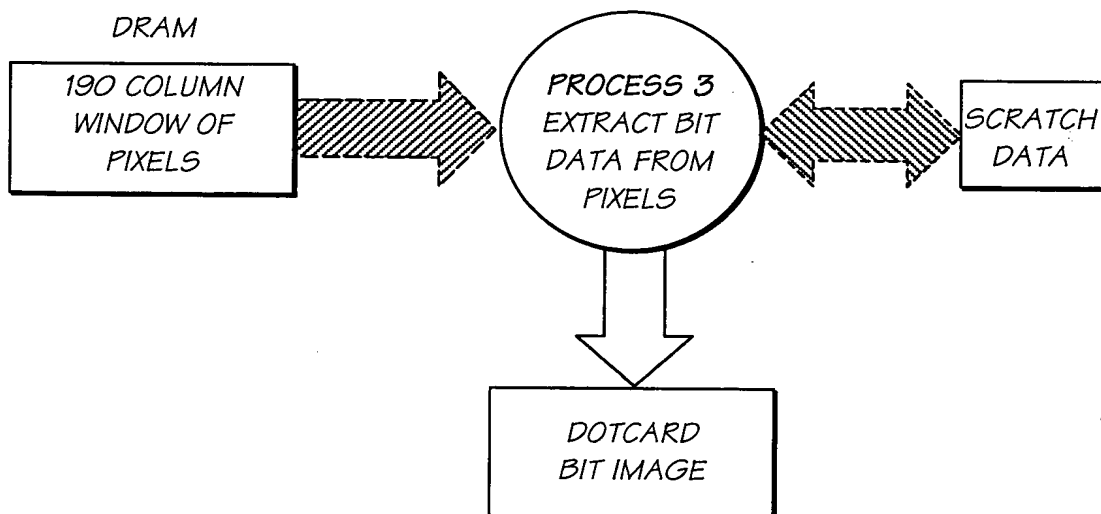 DRAM
190 COLUMN
WINDOW OF
PIXELS
PROCESS 3
EXTRACT BIT
DATA FROM
PIXELS
SCRATCH
DATA
DOTCARD
BIT IMAGE